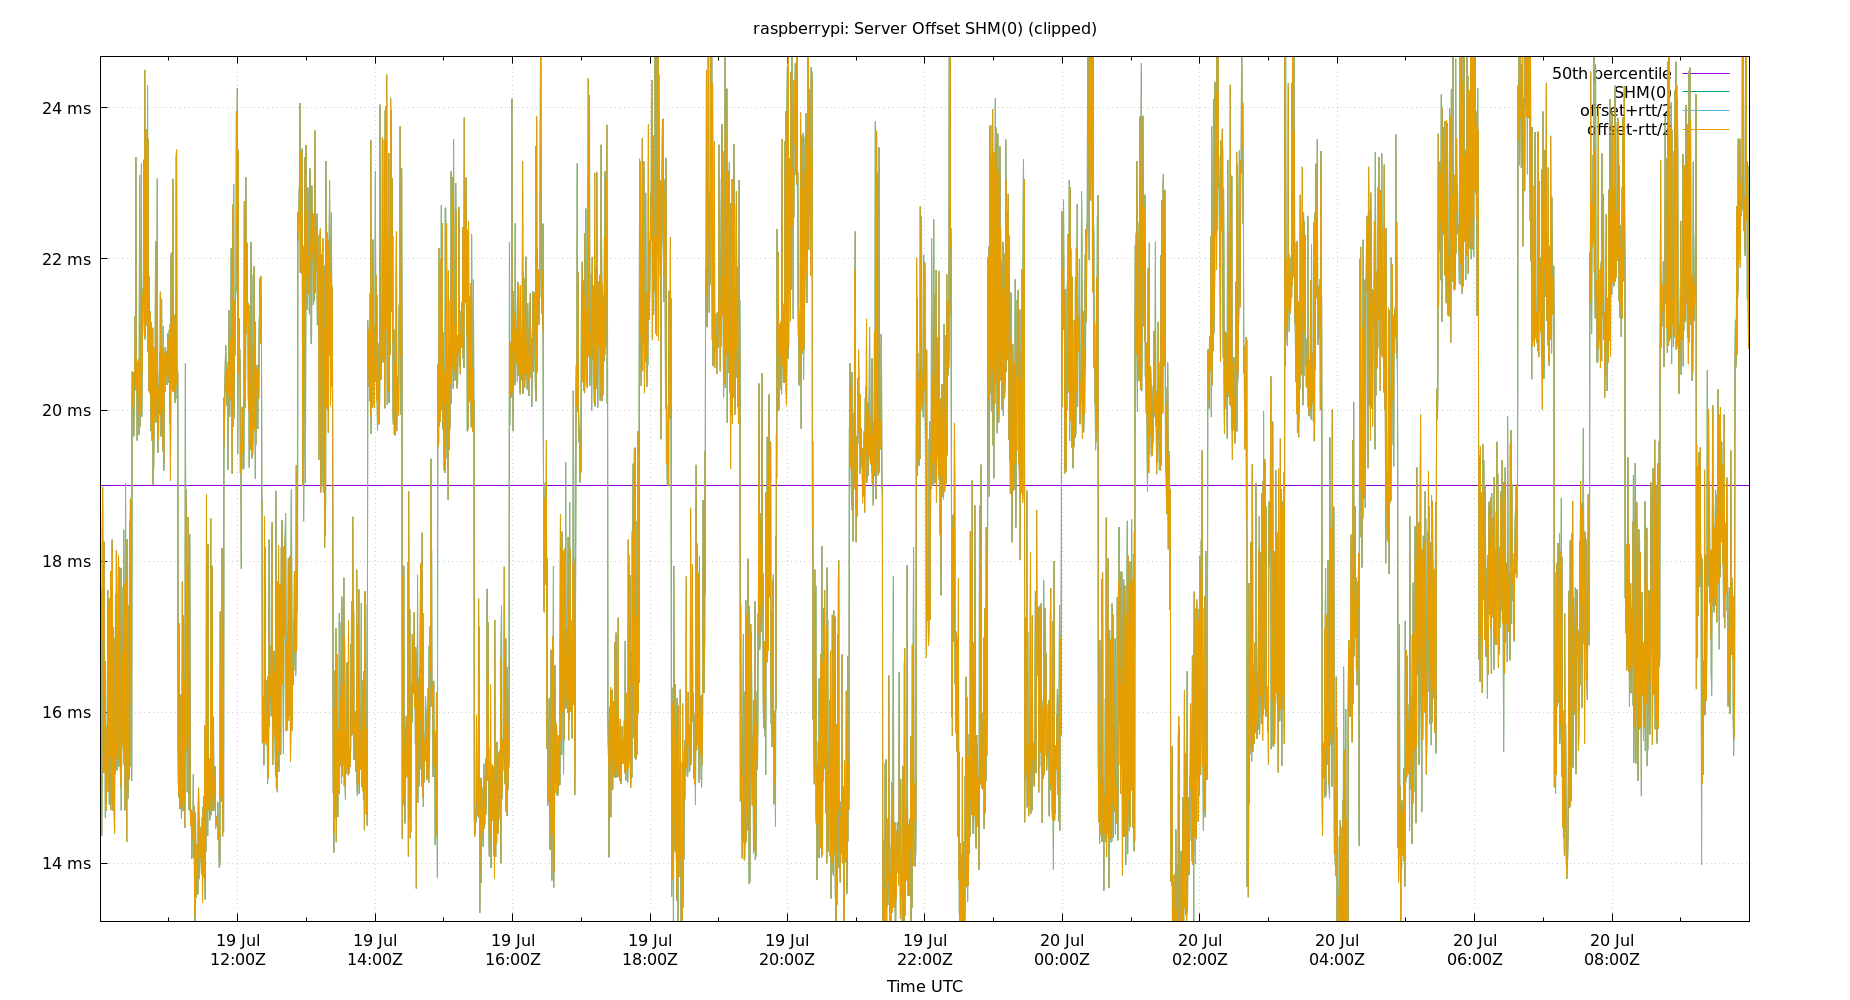 raspberrypi: Server Offset SHM(0) (clipped)
50th percentile
SHM(0)
offset+rtt/2
offset-rtt/2
24 ms
22 ms
20 ms
18 ms
16 ms
14 ms
19 Jul 19 Jul 19 Jul 19 Jul 19 Jul 19 Jul 20 Jul 20 Jul 20 Jul 20 Jul 20 Jul
12:00Z 14:00Z 16:00Z 18:00Z 20:00Z 22:00Z 00:00Z 02:00Z 04:00Z 06:00Z 08:00Z
Time UTC